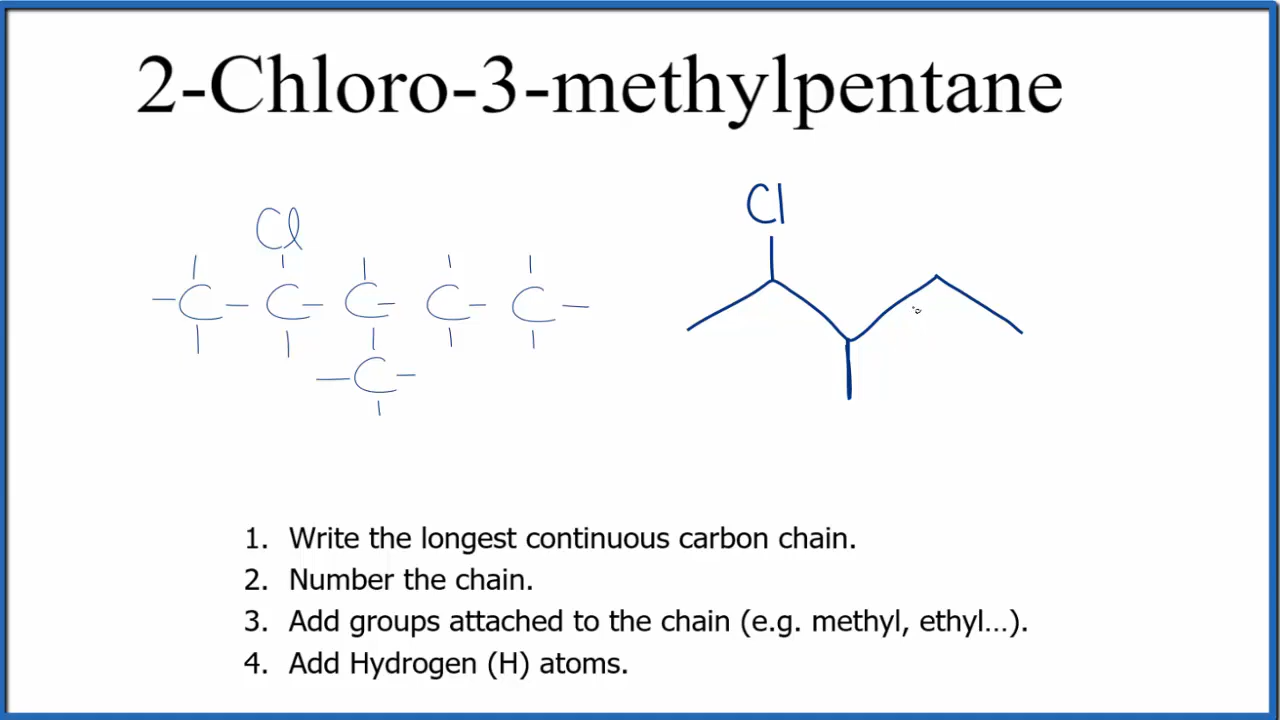 2-Chloro-3-methylpentane
Cl
Cl
C C C C C
C
1. Write the longest continuous carbon chain.
2. Number the chain.
3. Add groups attached to the chain (e.g. methyl, ethyl...).
4. Add Hydrogen (H) atoms.